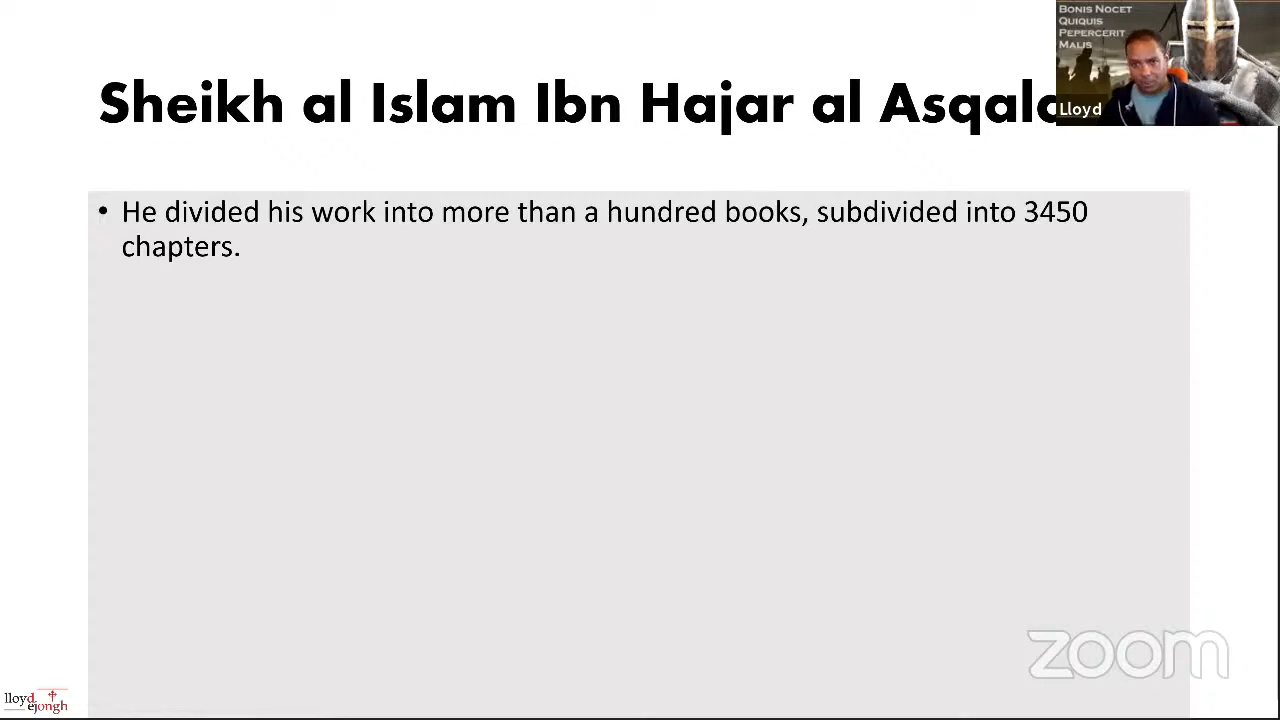 Bonis Nocet
Quiquis
Pepercerit
Malis
Lloyd
Sheikh al Islam Ibn Hajar al Asqala
• He divided his work into more than a hundred books, subdivided into 3450
chapters.
zoom
lloyd
ejongh